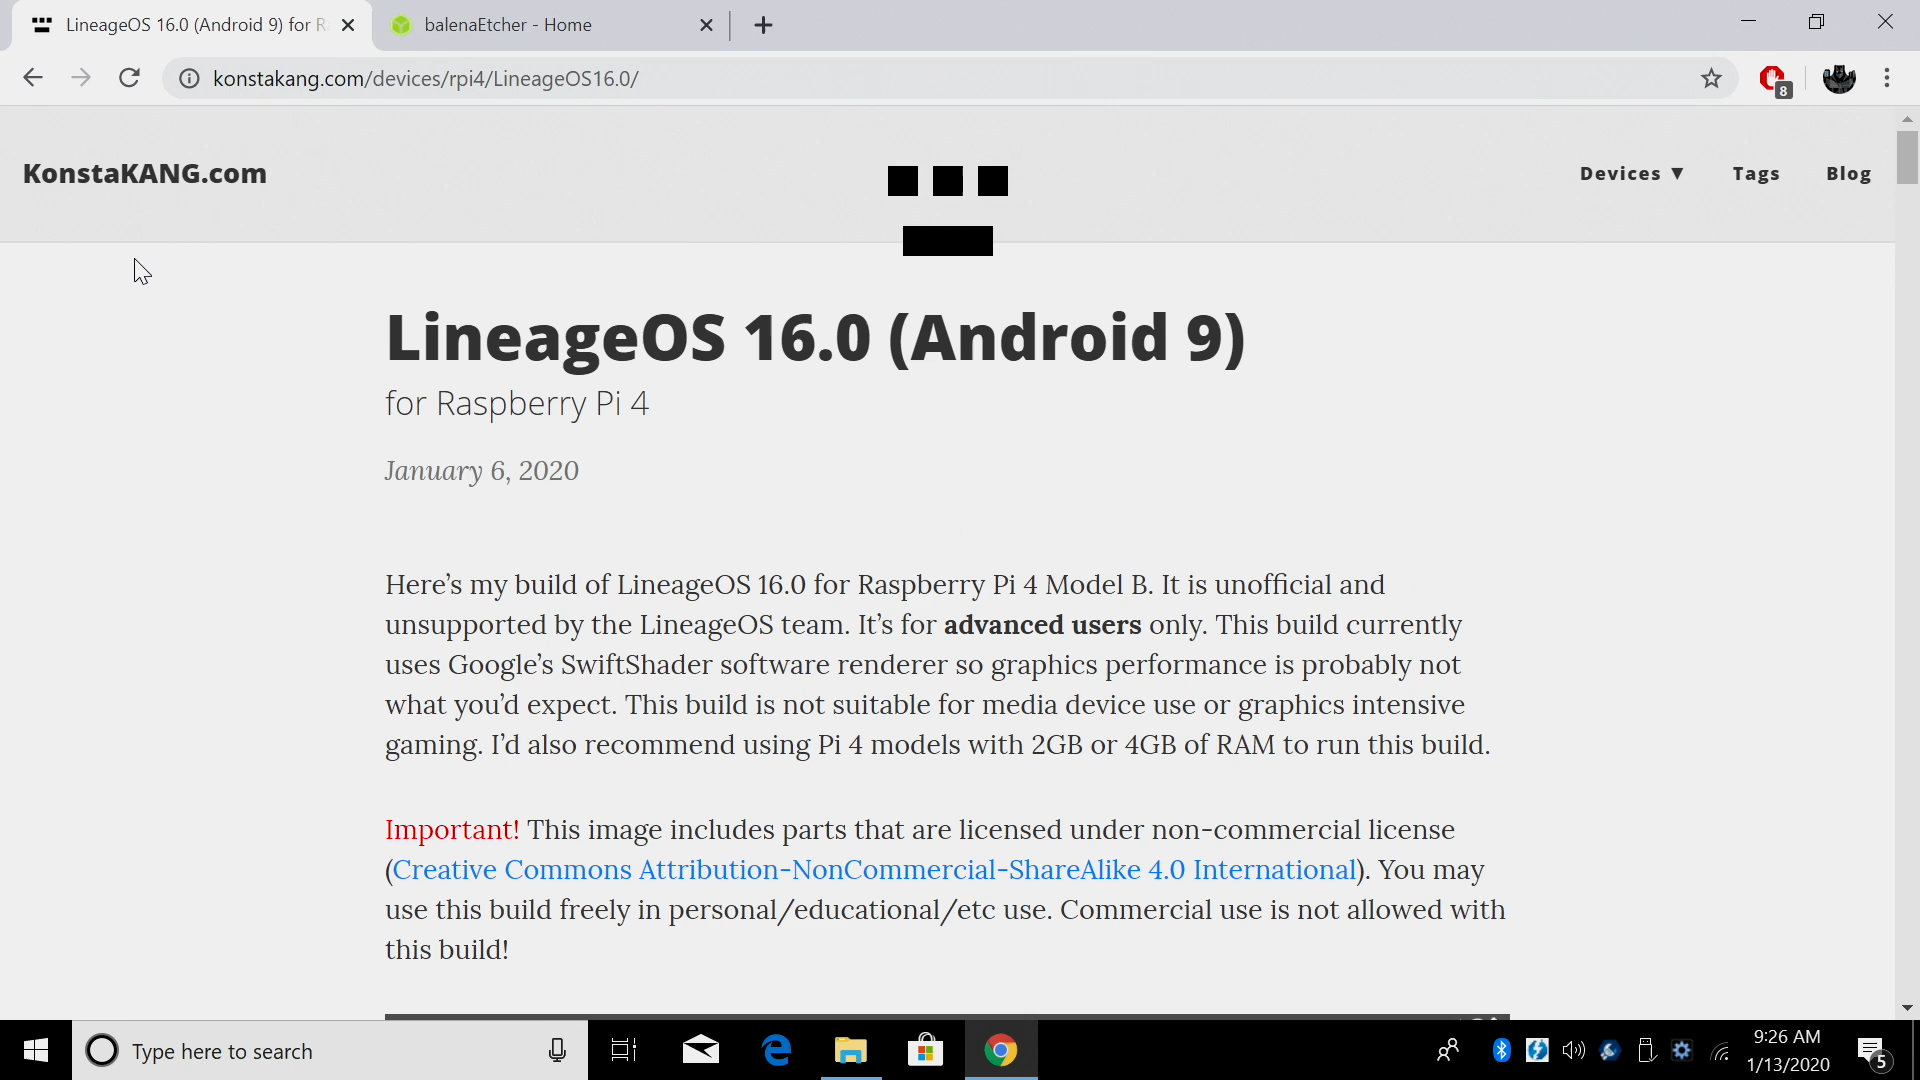 LineageOS 16.0 (Android 9) for R
balenaEtcher - Home
konstakang.com/devices/rpi4/LineageOS16.0/
8
KonstaKANG.com
Devices ▼
Tags
Blog
LineageOS 16.0 (Android 9)
for Raspberry Pi 4
January 6, 2020
Here’s my build of LineageOS 16.0 for Raspberry Pi 4 Model B. It is unofficial and
unsupported by the LineageOS team. It’s for advanced users only. This build currently
uses Google’s SwiftShader software renderer so graphics performance is probably not
what you’d expect. This build is not suitable for media device use or graphics intensive
gaming. I’d also recommend using Pi 4 models with 2GB or 4GB of RAM to run this build.
Important! This image includes parts that are licensed under non-commercial license
(Creative Commons Attribution-NonCommercial-ShareAlike 4.0 International). You may
use this build freely in personal/educational/etc use. Commercial use is not allowed with
this build!
Type here to search
9:26 AM
1/13/2020
5